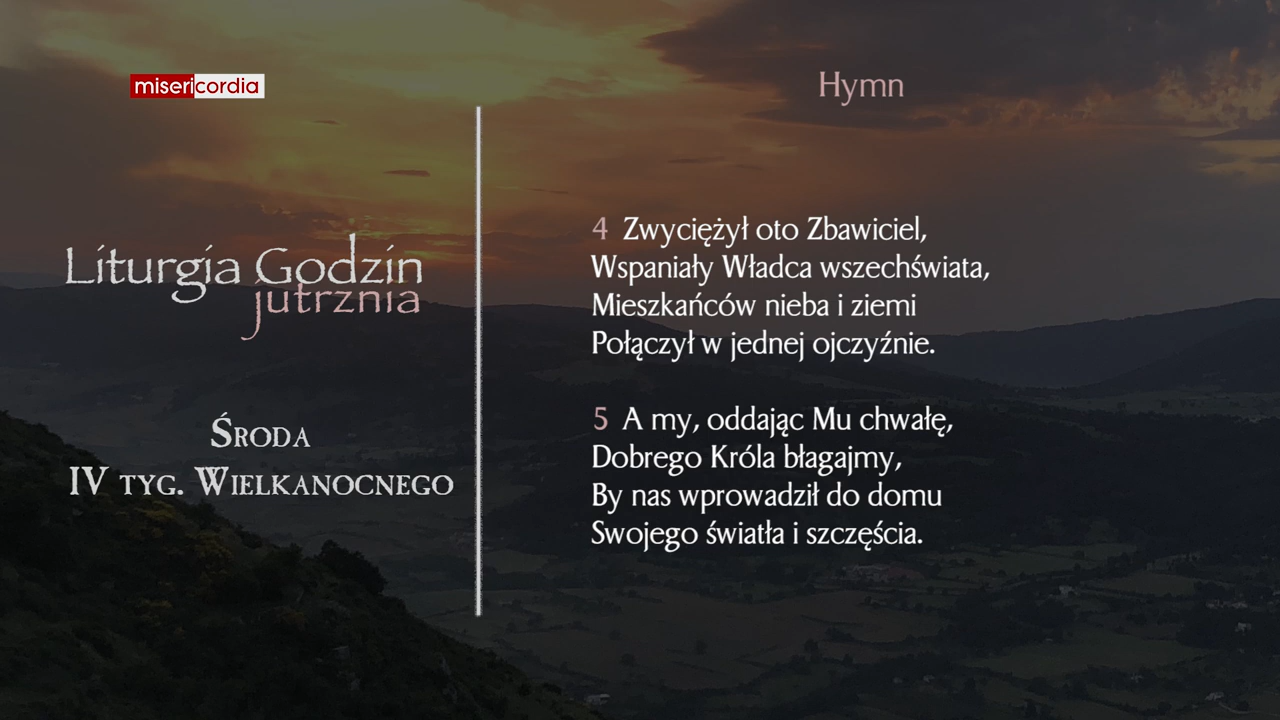 misericordia
Liturgia Godzin
jutrznia
Środa
IV tyg. Wielkanocnego
Hymn
4 Zwyciężył oto Zbawiciel,
Wspaniały Władca wszechświata,
Mieszkańców nieba i ziemi
Połączył w jednej ojczyźnie.
5 A my, oddając Mu chwałę,
Dobrego Króla błagajmy,
By nas wprowadził do domu
Swojego światła i szczęścia.